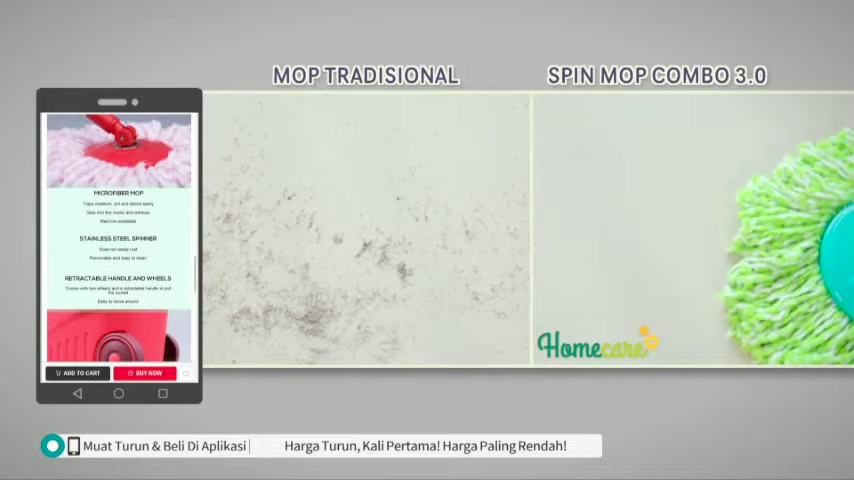 MOP TRADISIONAL
SPIN MOP COMBO 3.0
MICROFIBER MOP
Traps moisture, dirt and debris easily
Gets into tiny nooks and crevices
Machine washable
STAINLESS STEEL SPINNER
Does not easily rust
Removable and easy to clean
RETRACTABLE HANDLE AND WHEELS
Comes with two wheels and a retractable handle to pull
the bucket
Easy to move around
ADD TO CART
BUY NOW
Homecare
Muat Turun & Beli Di Aplikasi
Harga Turun, Kali Pertama! Harga Paling Rendah!